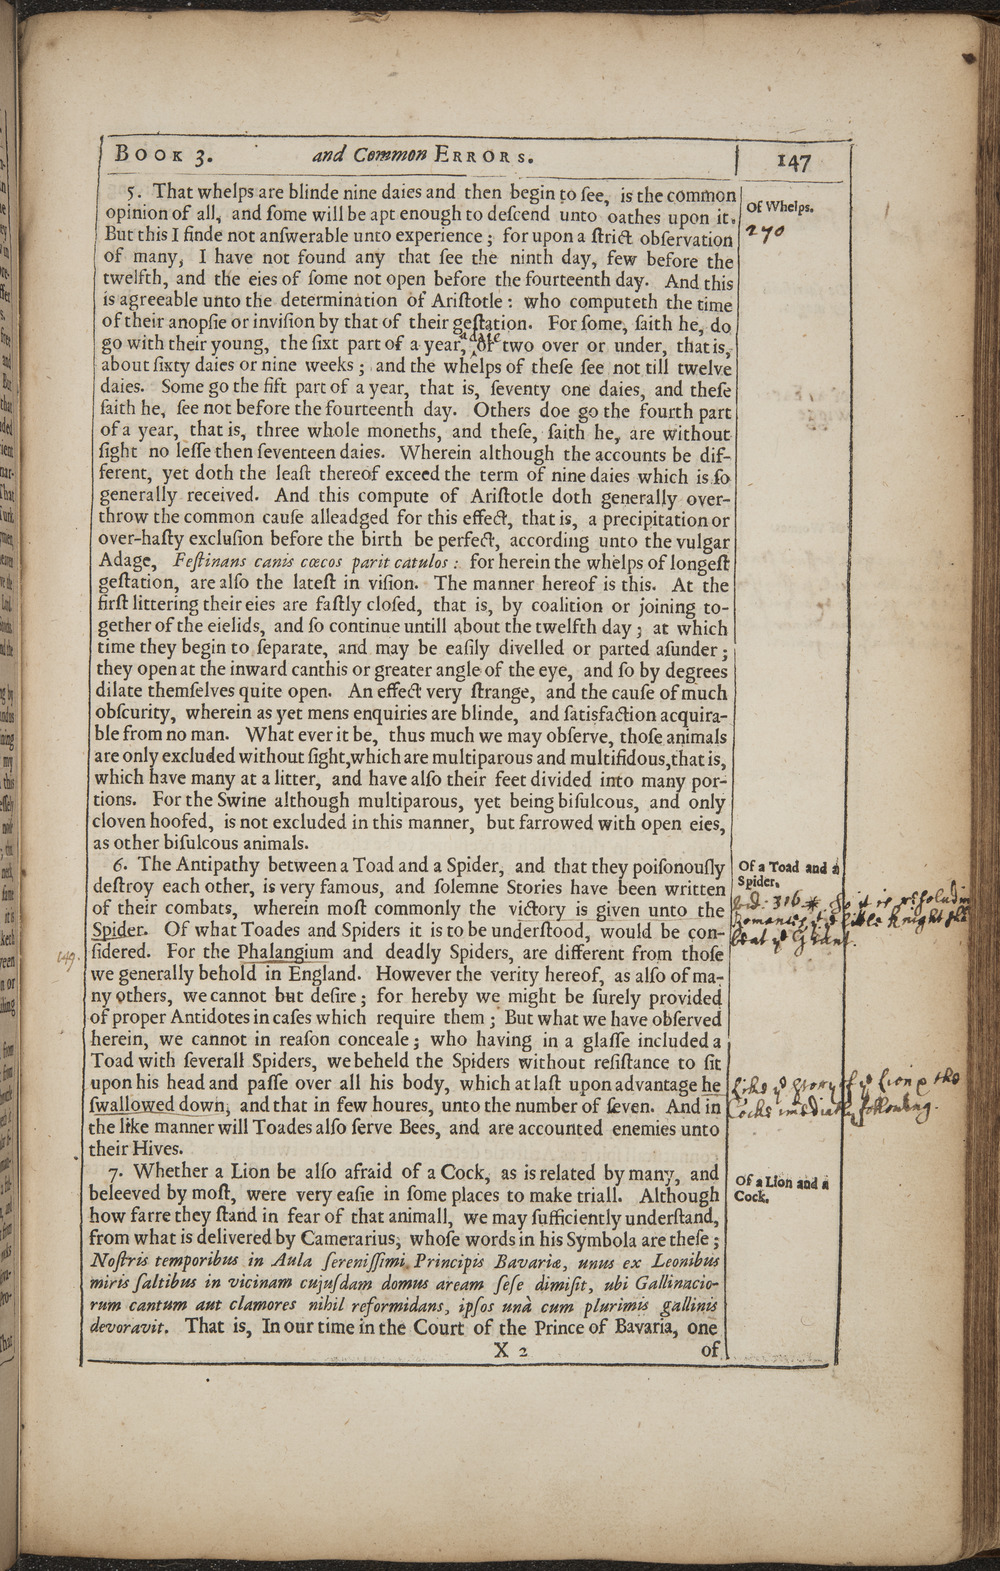 BOOK 3. and Common ERRORS. 147
5. That whelps are blinde nine daies and then begin to ſee, is the common
opinion of all, and ſome will be apt enough to deſcend unto oathes upon it.
But this I finde not anſwerable unto experience; for upon a ſtrict obſervation
of many, I have not found any that ſee the ninth day, few before the
twelfth, and the eies of ſome not open before the fourteenth day. And this
is agreeable unto the determination of Ariſtotle: who computeth the time
of their anopſie or inviſion by that of their geſtation. For ſome, ſaith he, do
go with their young, the ſixt part of a year, two over or under, that is,
about ſixty daies or nine weeks; and the whelps of theſe ſee not till twelve
daies. Some go the fift part of a year, that is, ſeventy one daies, and theſe
ſaith he, ſee not before the fourteenth day. Others doe go the fourth part
of a year, that is, three whole moneths, and theſe, ſaith he, are without
ſight no leſſe then ſeventeen daies. Wherein although the accounts be dif-
ferent, yet doth the leaſt thereof exceed the term of nine daies which is ſo
generally received. And this compute of Ariſtotle doth generally over-
throw the common cauſe alleadged for this effect, that is, a precipitation or
over-haſty excluſion before the birth be perfect, according unto the vulgar
Adage, Feſtinans canis cœcos parit catulos: for herein the whelps of longeſt
geſtation, are alſo the lateſt in viſion. The manner hereof is this. At the
firſt littering their eies are faſtly cloſed, that is, by coalition or joining to-
gether of the eielids, and ſo continue untill about the twelfth day; at which
time they begin to ſeparate, and may be eaſily divelled or parted aſunder;
they open at the inward canthis or greater angle of the eye, and ſo by degrees
dilate themſelves quite open. An effect very ſtrange, and the cauſe of much
obſcurity, wherein as yet mens enquiries are blinde, and ſatisfaction acquira-
ble from no man. What ever it be, thus much we may obſerve, thoſe animals
are only excluded without ſight, which are multiparous and multifidous, that is,
which have many at a litter, and have alſo their feet divided into many por-
tions. For the Swine although multiparous, yet being biſulcous, and only
cloven hoofed, is not excluded in this manner, but farrowed with open eies,
as other biſulcous animals.
6. The Antipathy between a Toad and a Spider, and that they poiſonouſly
deſtroy each other, is very famous, and ſolemne Stories have been written
of their combats, wherein moſt commonly the victory is given unto the
Spider. Of what Toades and Spiders it is to be underſtood, would be con-
ſidered. For the Phalangium and deadly Spiders, are different from thoſe
we generally behold in England. However the verity hereof, as alſo of ma-
ny others, we cannot but deſire; for hereby we might be ſurely provided
of proper Antidotes in caſes which require them; But what we have obſerved
herein, we cannot in reaſon conceale; who having in a glaſſe included a
Toad with ſeverall Spiders, we beheld the Spiders without reſiſtance to ſit
upon his head and paſſe over all his body, which at laſt upon advantage he
ſwallowed down, and that in few houres, unto the number of ſeven. And in
the like manner will Toades alſo ſerve Bees, and are accounted enemies unto
their Hives.
7. Whether a Lion be alſo afraid of a Cock, as is related by many, and
beleeved by moſt, were very eaſie in ſome places to make triall. Although
how farre they ſtand in fear of that animall, we may ſufficiently underſtand,
from what is delivered by Camerarius, whoſe words in his Symbola are theſe;
Noſtris temporibus in Aula ſereniſſimi Principis Bavariæ, unus ex Leonibus
miris ſaltibus in vicinam cujuſdam domus aream ſeſe dimiſit, ubi Gallinacio-
rum cantum aut clamores nihil reformidans, ipſos unà cum plurimis gallinis
devoravit. That is, In our time in the Court of the Prince of Bavaria, one
X 2 of
Of Whelps.
270
Of a Toad and a
Spider.
vid: 316 * So it is
little Knight
149.
following.
Of a Lion and a
Cock.